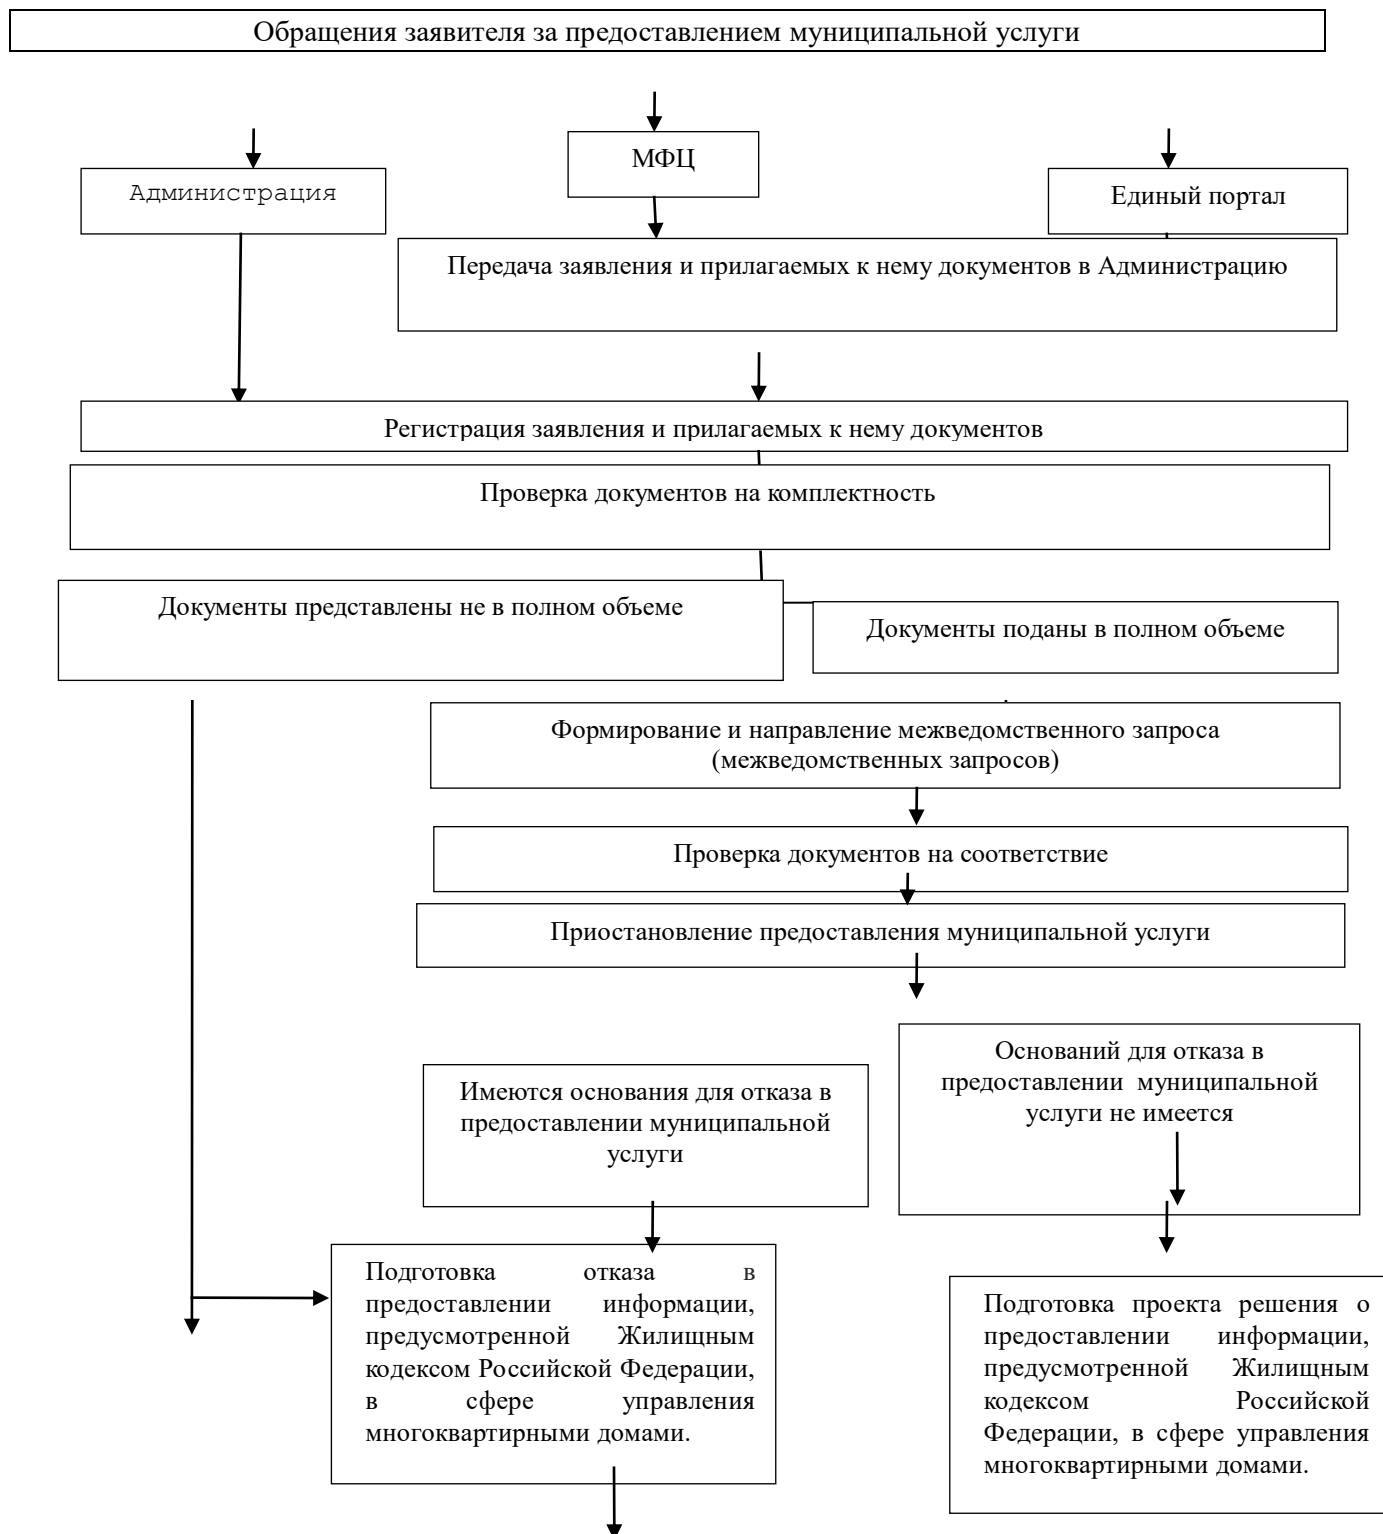 Обращения заявителя за предоставлением муниципальной услуги
МФЦ
Администрация
Единый портал
Передача заявления и прилагаемых к нему документов в Администрацию
Регистрация заявления и прилагаемых к нему документов
Проверка документов на комплектность
Документы представлены не в полном объеме
Документы поданы в полном объеме
Формирование и направление межведомственного запроса
(межведомственных запросов)
Проверка документов на соответствие
Приостановление предоставления муниципальной услуги
Оснований для отказа в
предоставлении муниципальной
услуги не имеется
Имеются основания для отказа в
предоставлении муниципальной
услуги
Подготовка отказа в
предоставлении информации,
предусмотренной Жилищным
кодексом Российской Федерации,
в сфере управления
многоквартирными домами.
Подготовка проекта решения о
предоставлении информации,
предусмотренной Жилищным
кодексом Российской
Федерации, в сфере управления
многоквартирными домами.